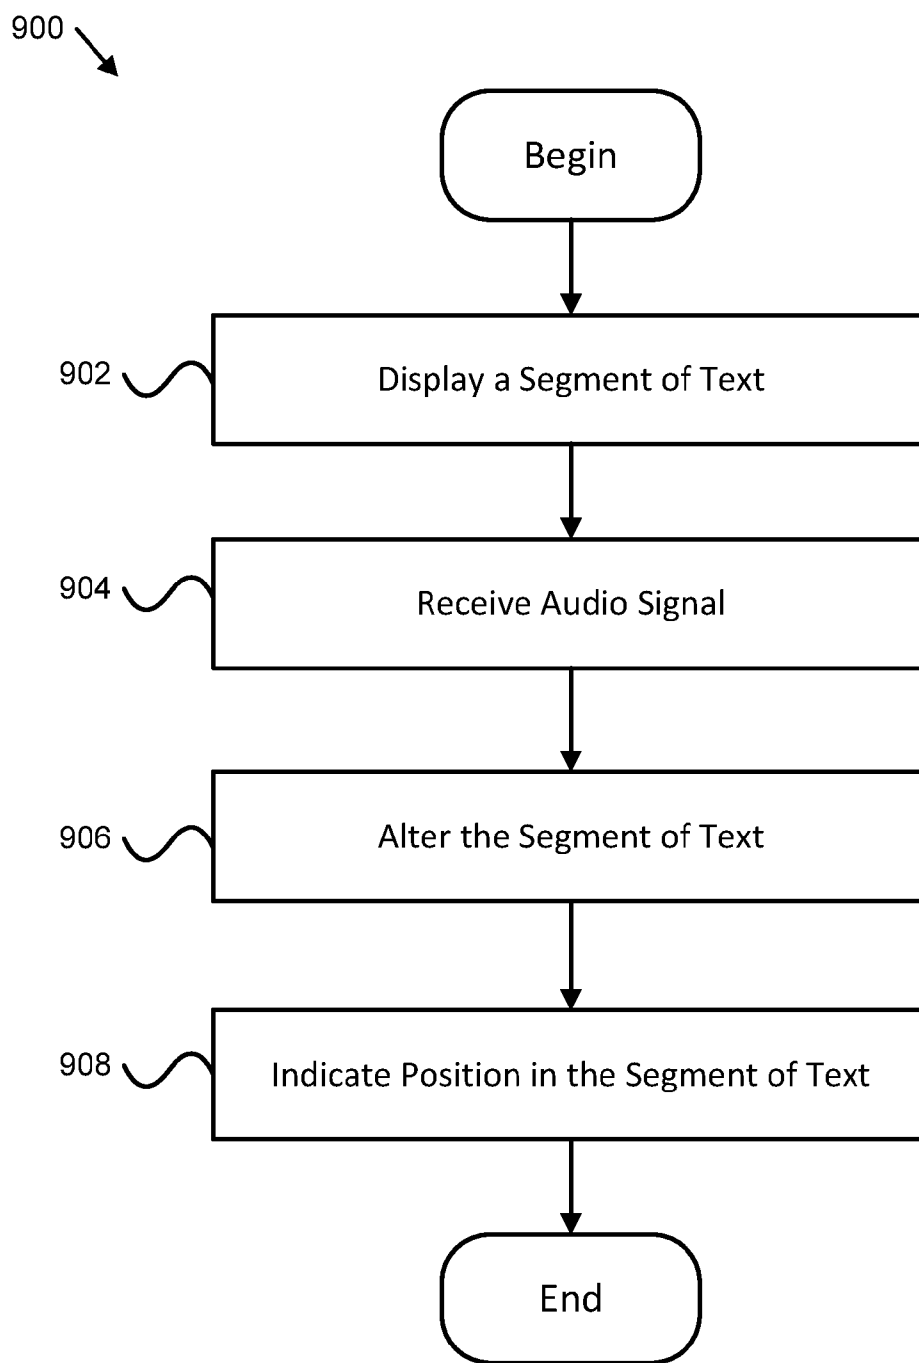 900
Begin
902
Display a Segment of Text
904
Receive Audio Signal
906
Alter the Segment of Text
908
Indicate Position in the Segment of Text
End